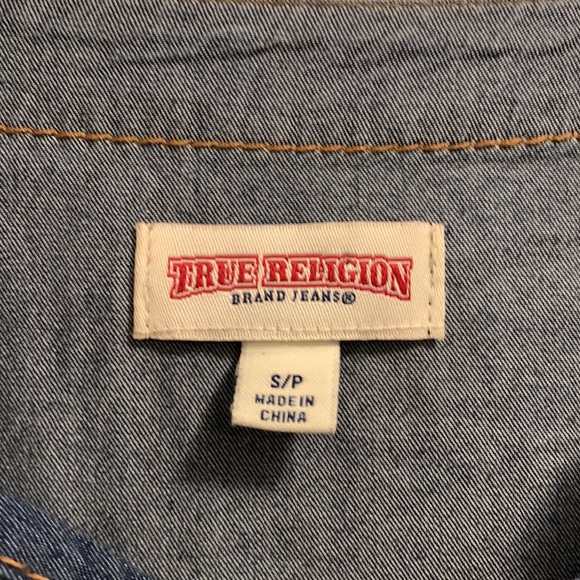 TRUE RELIGION
BRAND JEANS®
S/P
MADE IN
CHINA